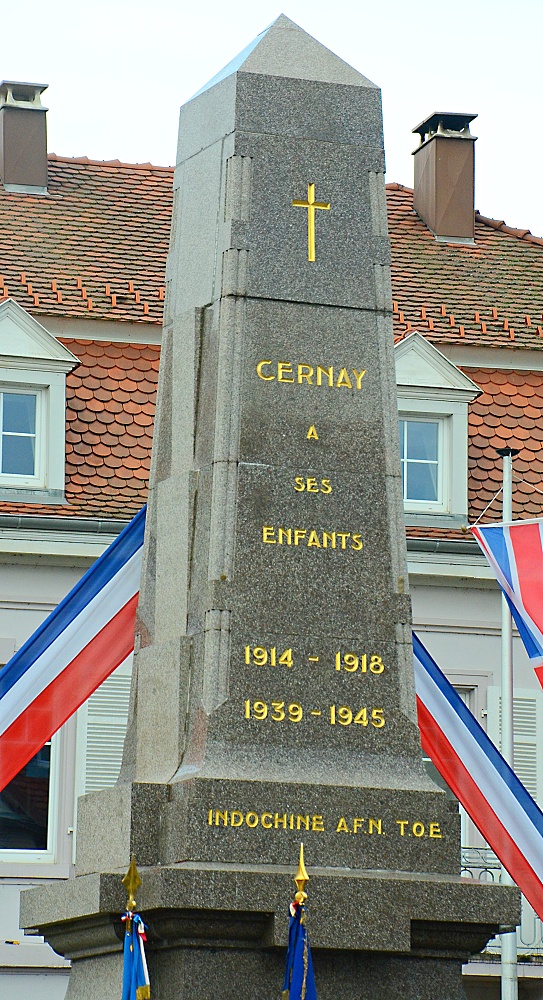 CERNAY
A
SES
ENFANTS
1914 - 1918
1939 - 1945
INDOCHINE A.F.N. T.O.E.